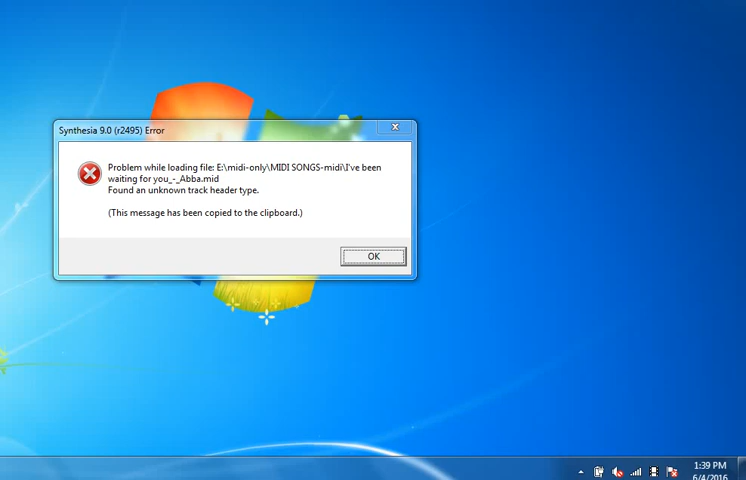 Synthesia 9.0 (r2495) Error
Problem while loading file: E:\midi-only\MIDI SONGS-midi\I've been
waiting for you_-_Abba.mid
Found an unknown track header type.
(This message has been copied to the clipboard.)
OK
1:39 PM
6/4/2016